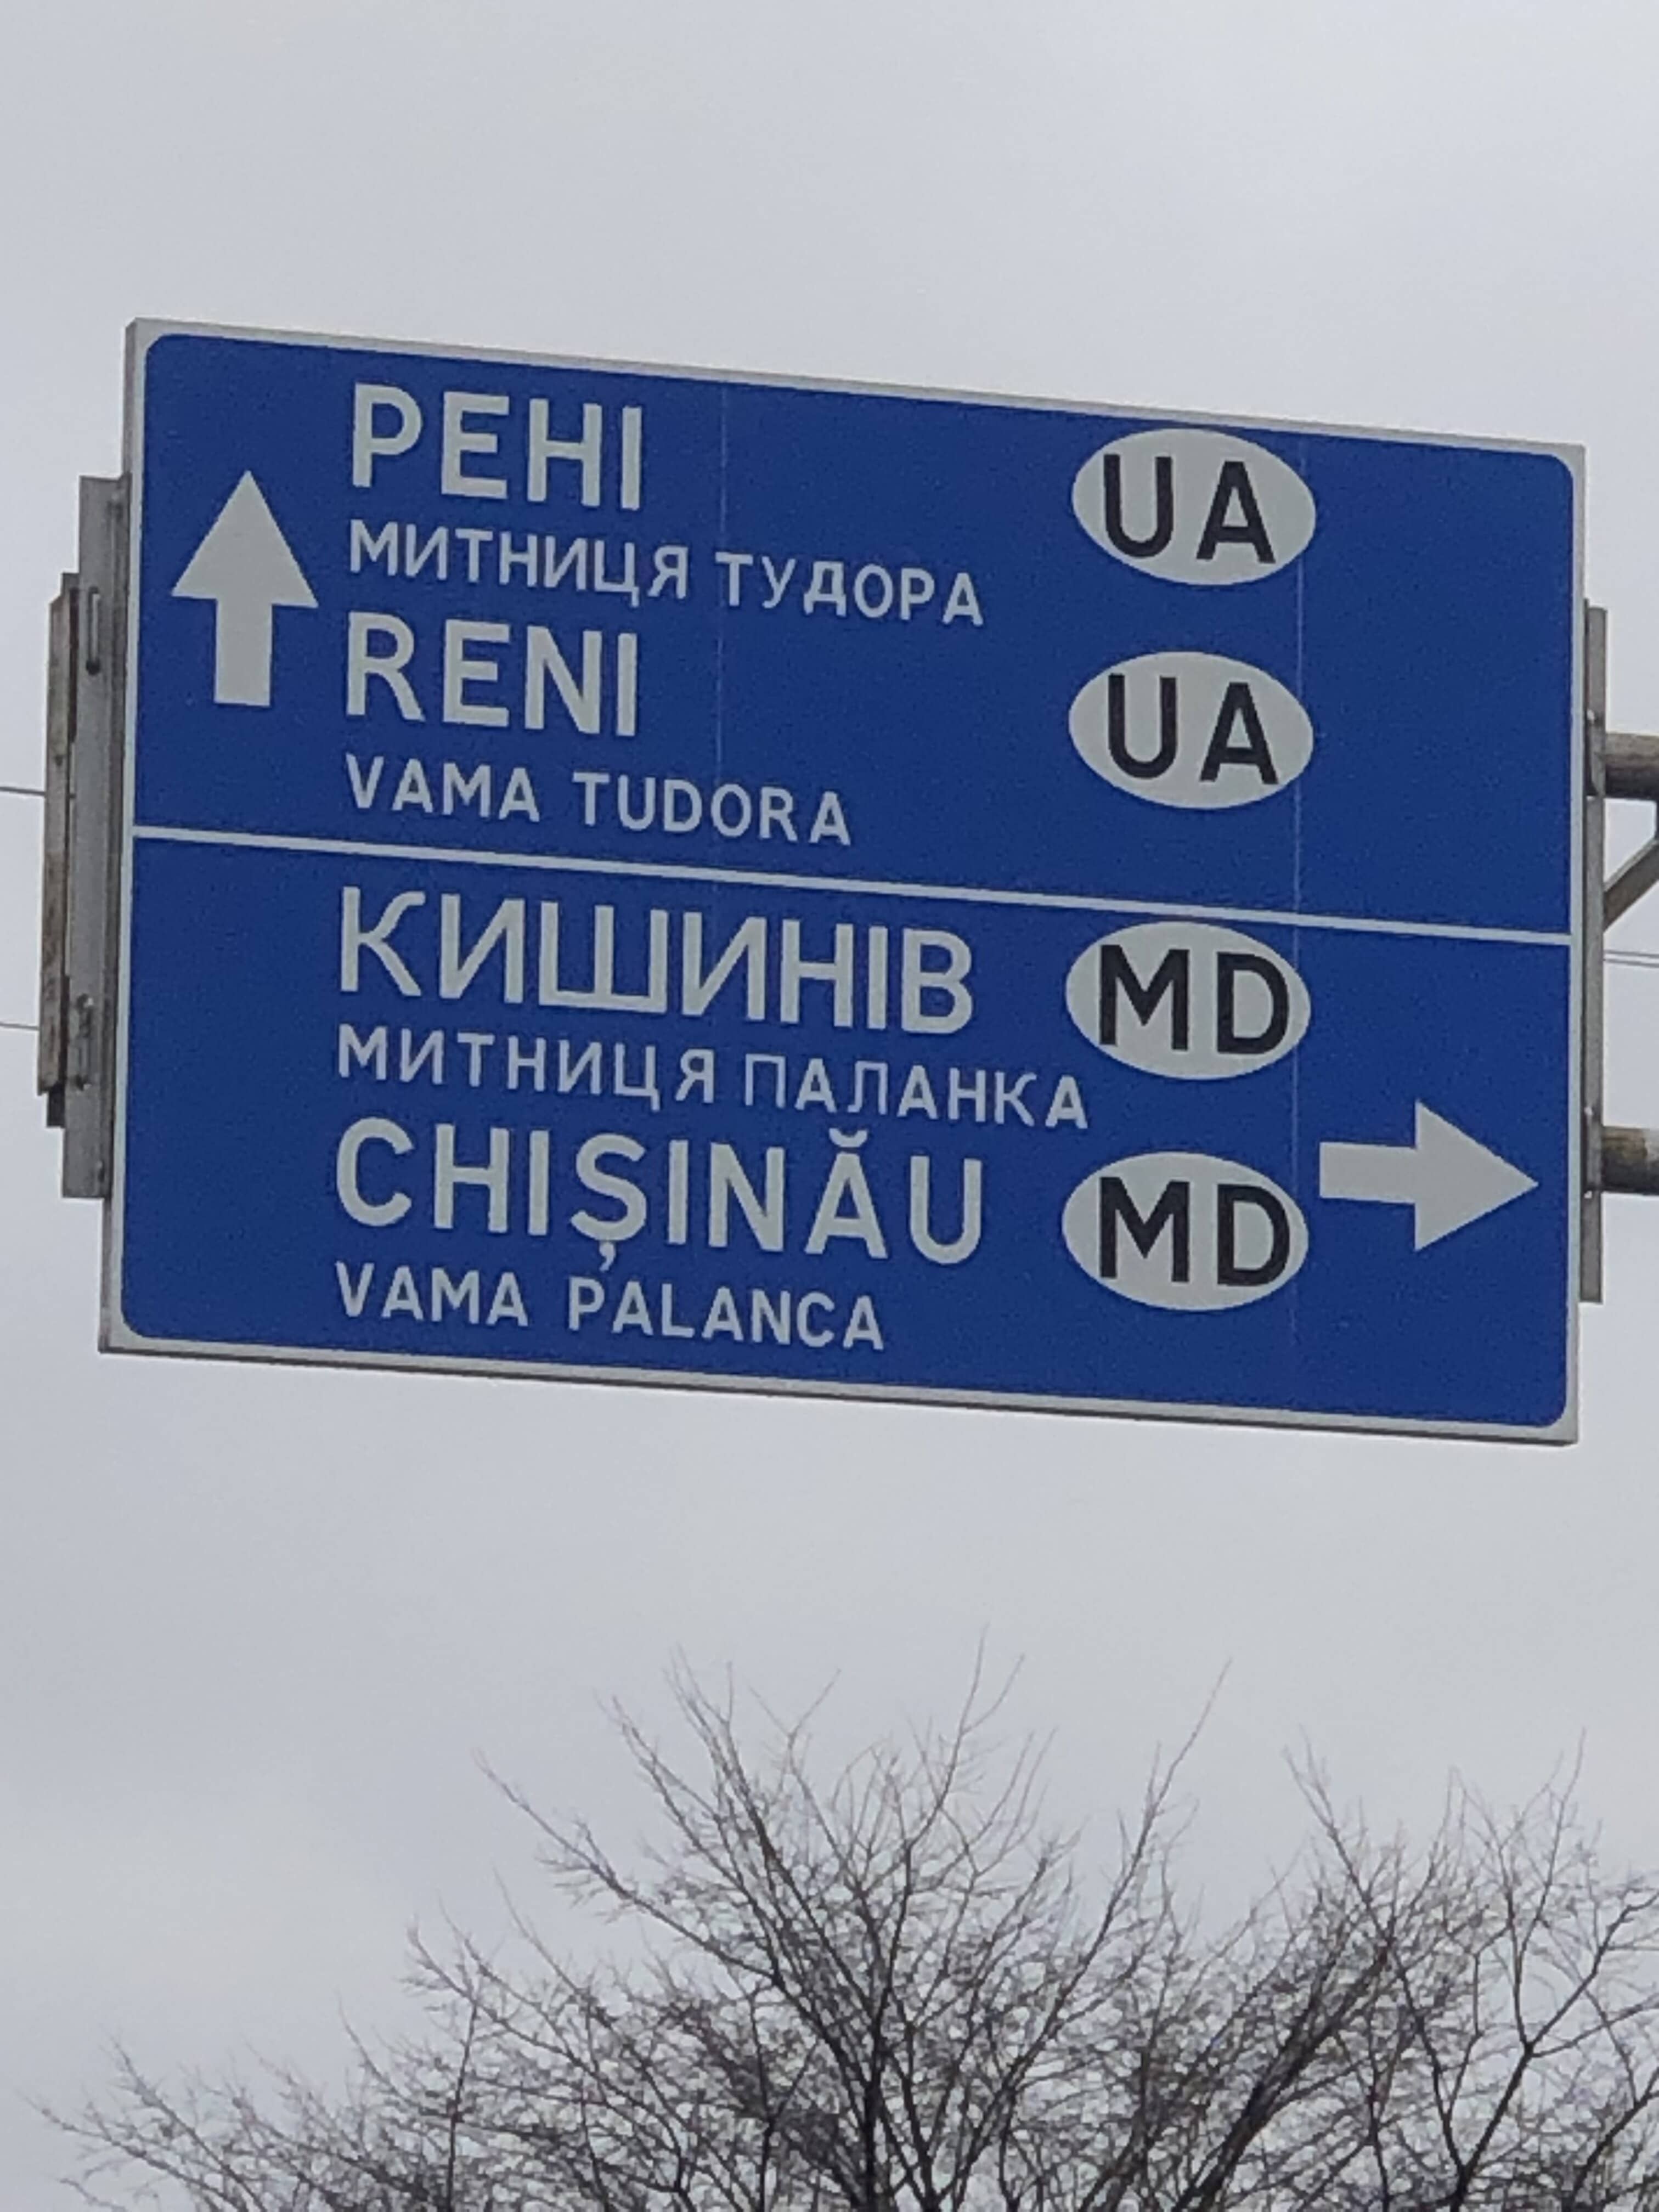 РЕНІ UA
МИТНИЦЯ ТУДОРА
RENI UA
VAMA TUDORA
КИШИНІВ MD
МИТНИЦЯ ПАЛАНКА
CHIȘINĂU MD
VAMA PALANCA